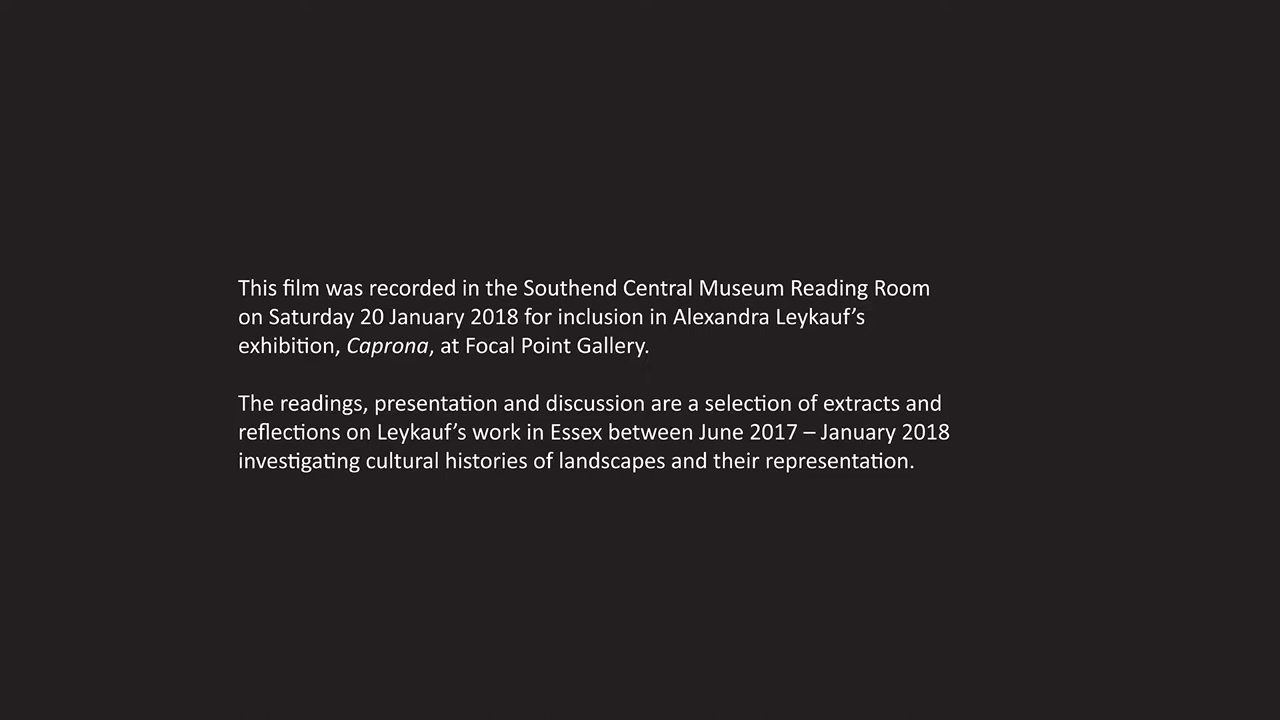 This film was recorded in the Southend Central Museum Reading Room
on Saturday 20 January 2018 for inclusion in Alexandra Leykauf’s
exhibition, Caprona, at Focal Point Gallery.
The readings, presentation and discussion are a selection of extracts and
reflections on Leykauf’s work in Essex between June 2017 – January 2018
investigating cultural histories of landscapes and their representation.